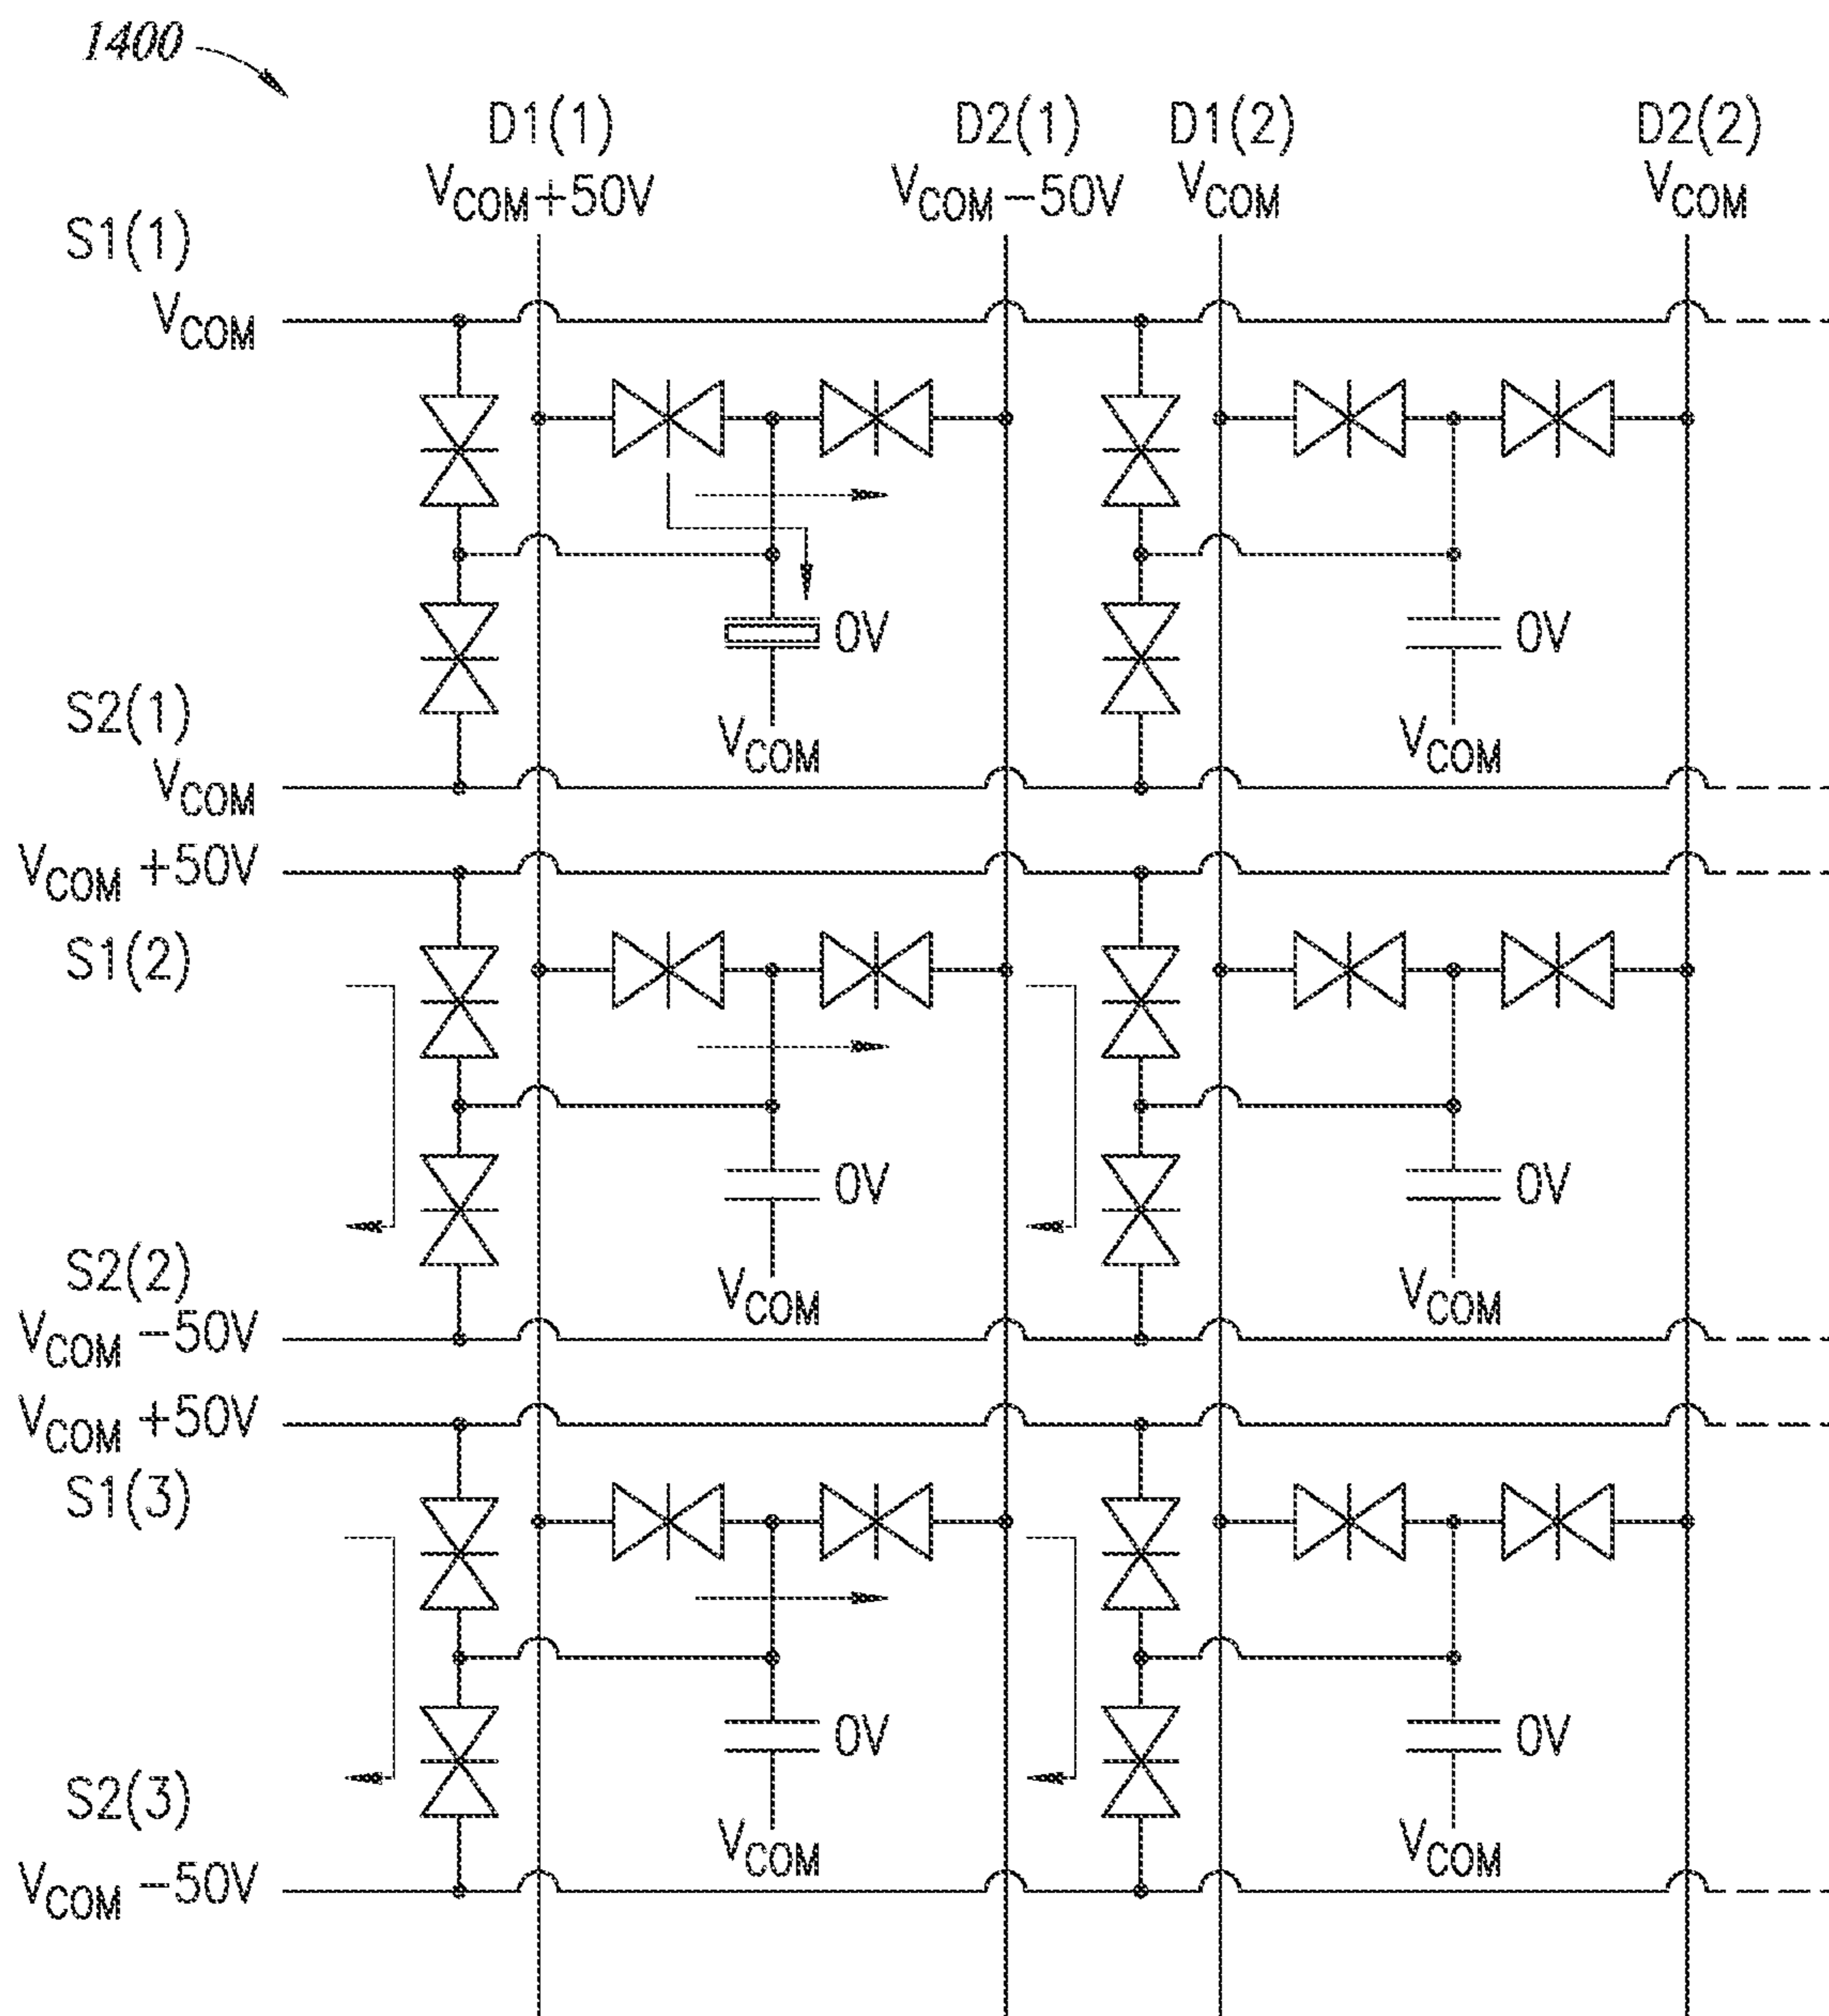 1400
D1(1) D2(1) D1(2) D2(2)
VCOM+50V VCOM−50V VCOM VCOM
S1(1)
VCOM
0V 0V
S2(1)
VCOM VCOM
VCOM
VCOM +50V
S1(2)
0V 0V
S2(2)
VCOM VCOM
VCOM −50V
VCOM +50V
S1(3)
0V 0V
S2(3)
VCOM VCOM
VCOM −50V